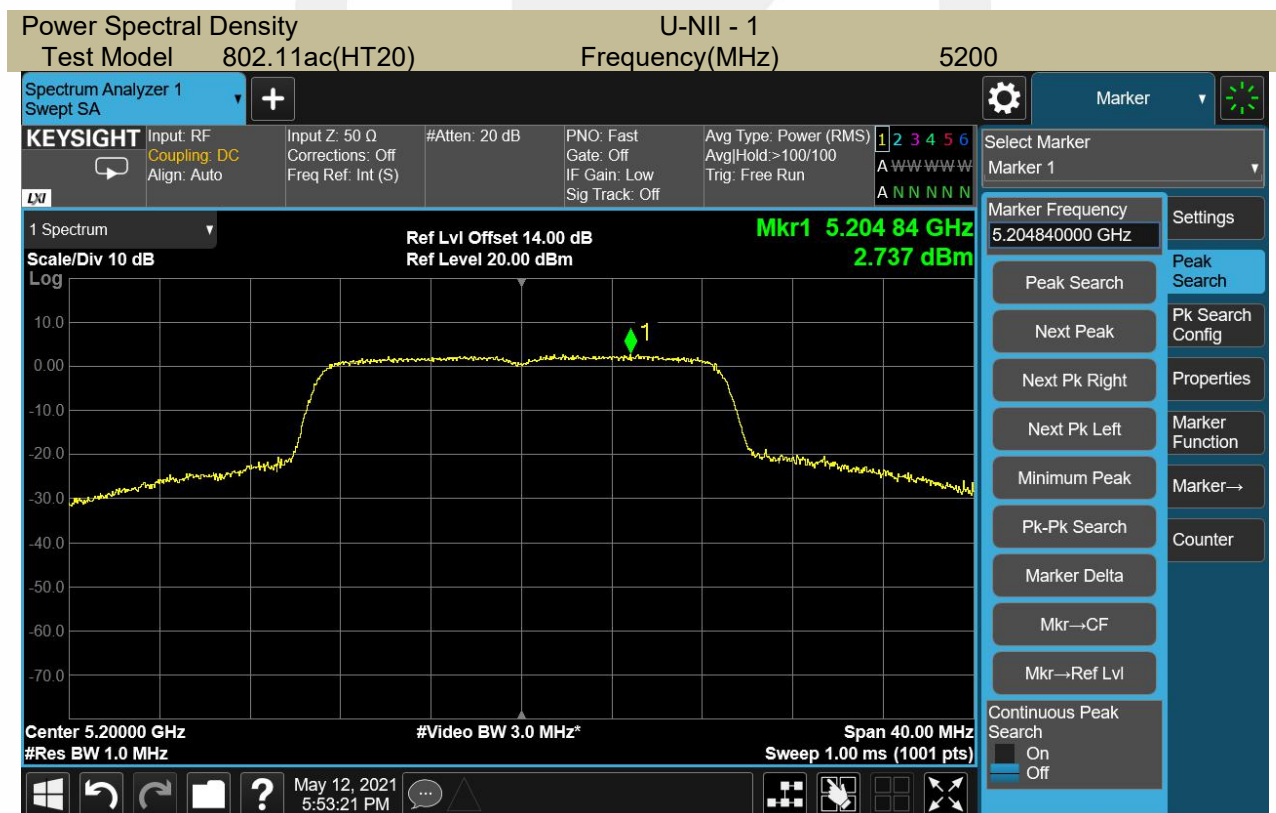 Power Spectral Density U-NII - 1
Test Model 802.11ac(HT20) Frequency(MHz) 5200
Spectrum Analyzer 1
Swept SA
+
Marker
KEYSIGHT
LXI
Input: RF
Coupling: DC
Align: Auto
Input Z: 50 Ω
Corrections: Off
Freq Ref: Int (S)
#Atten: 20 dB
PNO: Fast
Gate: Off
IF Gain: Low
Sig Track: Off
Avg Type: Power (RMS)
Avg|Hold:>100/100
Trig: Free Run
1 2 3 4 5 6
A W W W W W
A N N N N N
1 Spectrum
Scale/Div 10 dB
Ref Lvl Offset 14.00 dB
Ref Level 20.00 dBm
Mkr1 5.204 84 GHz
2.737 dBm
Log
10.0
0.00
-10.0
-20.0
-30.0
-40.0
-50.0
-60.0
-70.0
1
Center 5.20000 GHz
#Res BW 1.0 MHz
#Video BW 3.0 MHz*
Span 40.00 MHz
Sweep 1.00 ms (1001 pts)
Select Marker
Marker 1
Marker Frequency
5.204840000 GHz
Peak Search
Next Peak
Next Pk Right
Next Pk Left
Minimum Peak
Pk-Pk Search
Marker Delta
Mkr→CF
Mkr→Ref Lvl
Continuous Peak
Search
On
Off
Settings
Peak
Search
Pk Search
Config
Properties
Marker
Function
Marker→
Counter
?
May 12, 2021
5:53:21 PM